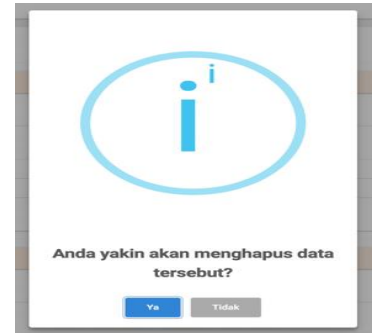 i
i
Anda yakin akan menghapus data
tersebut?
Ya Tidak